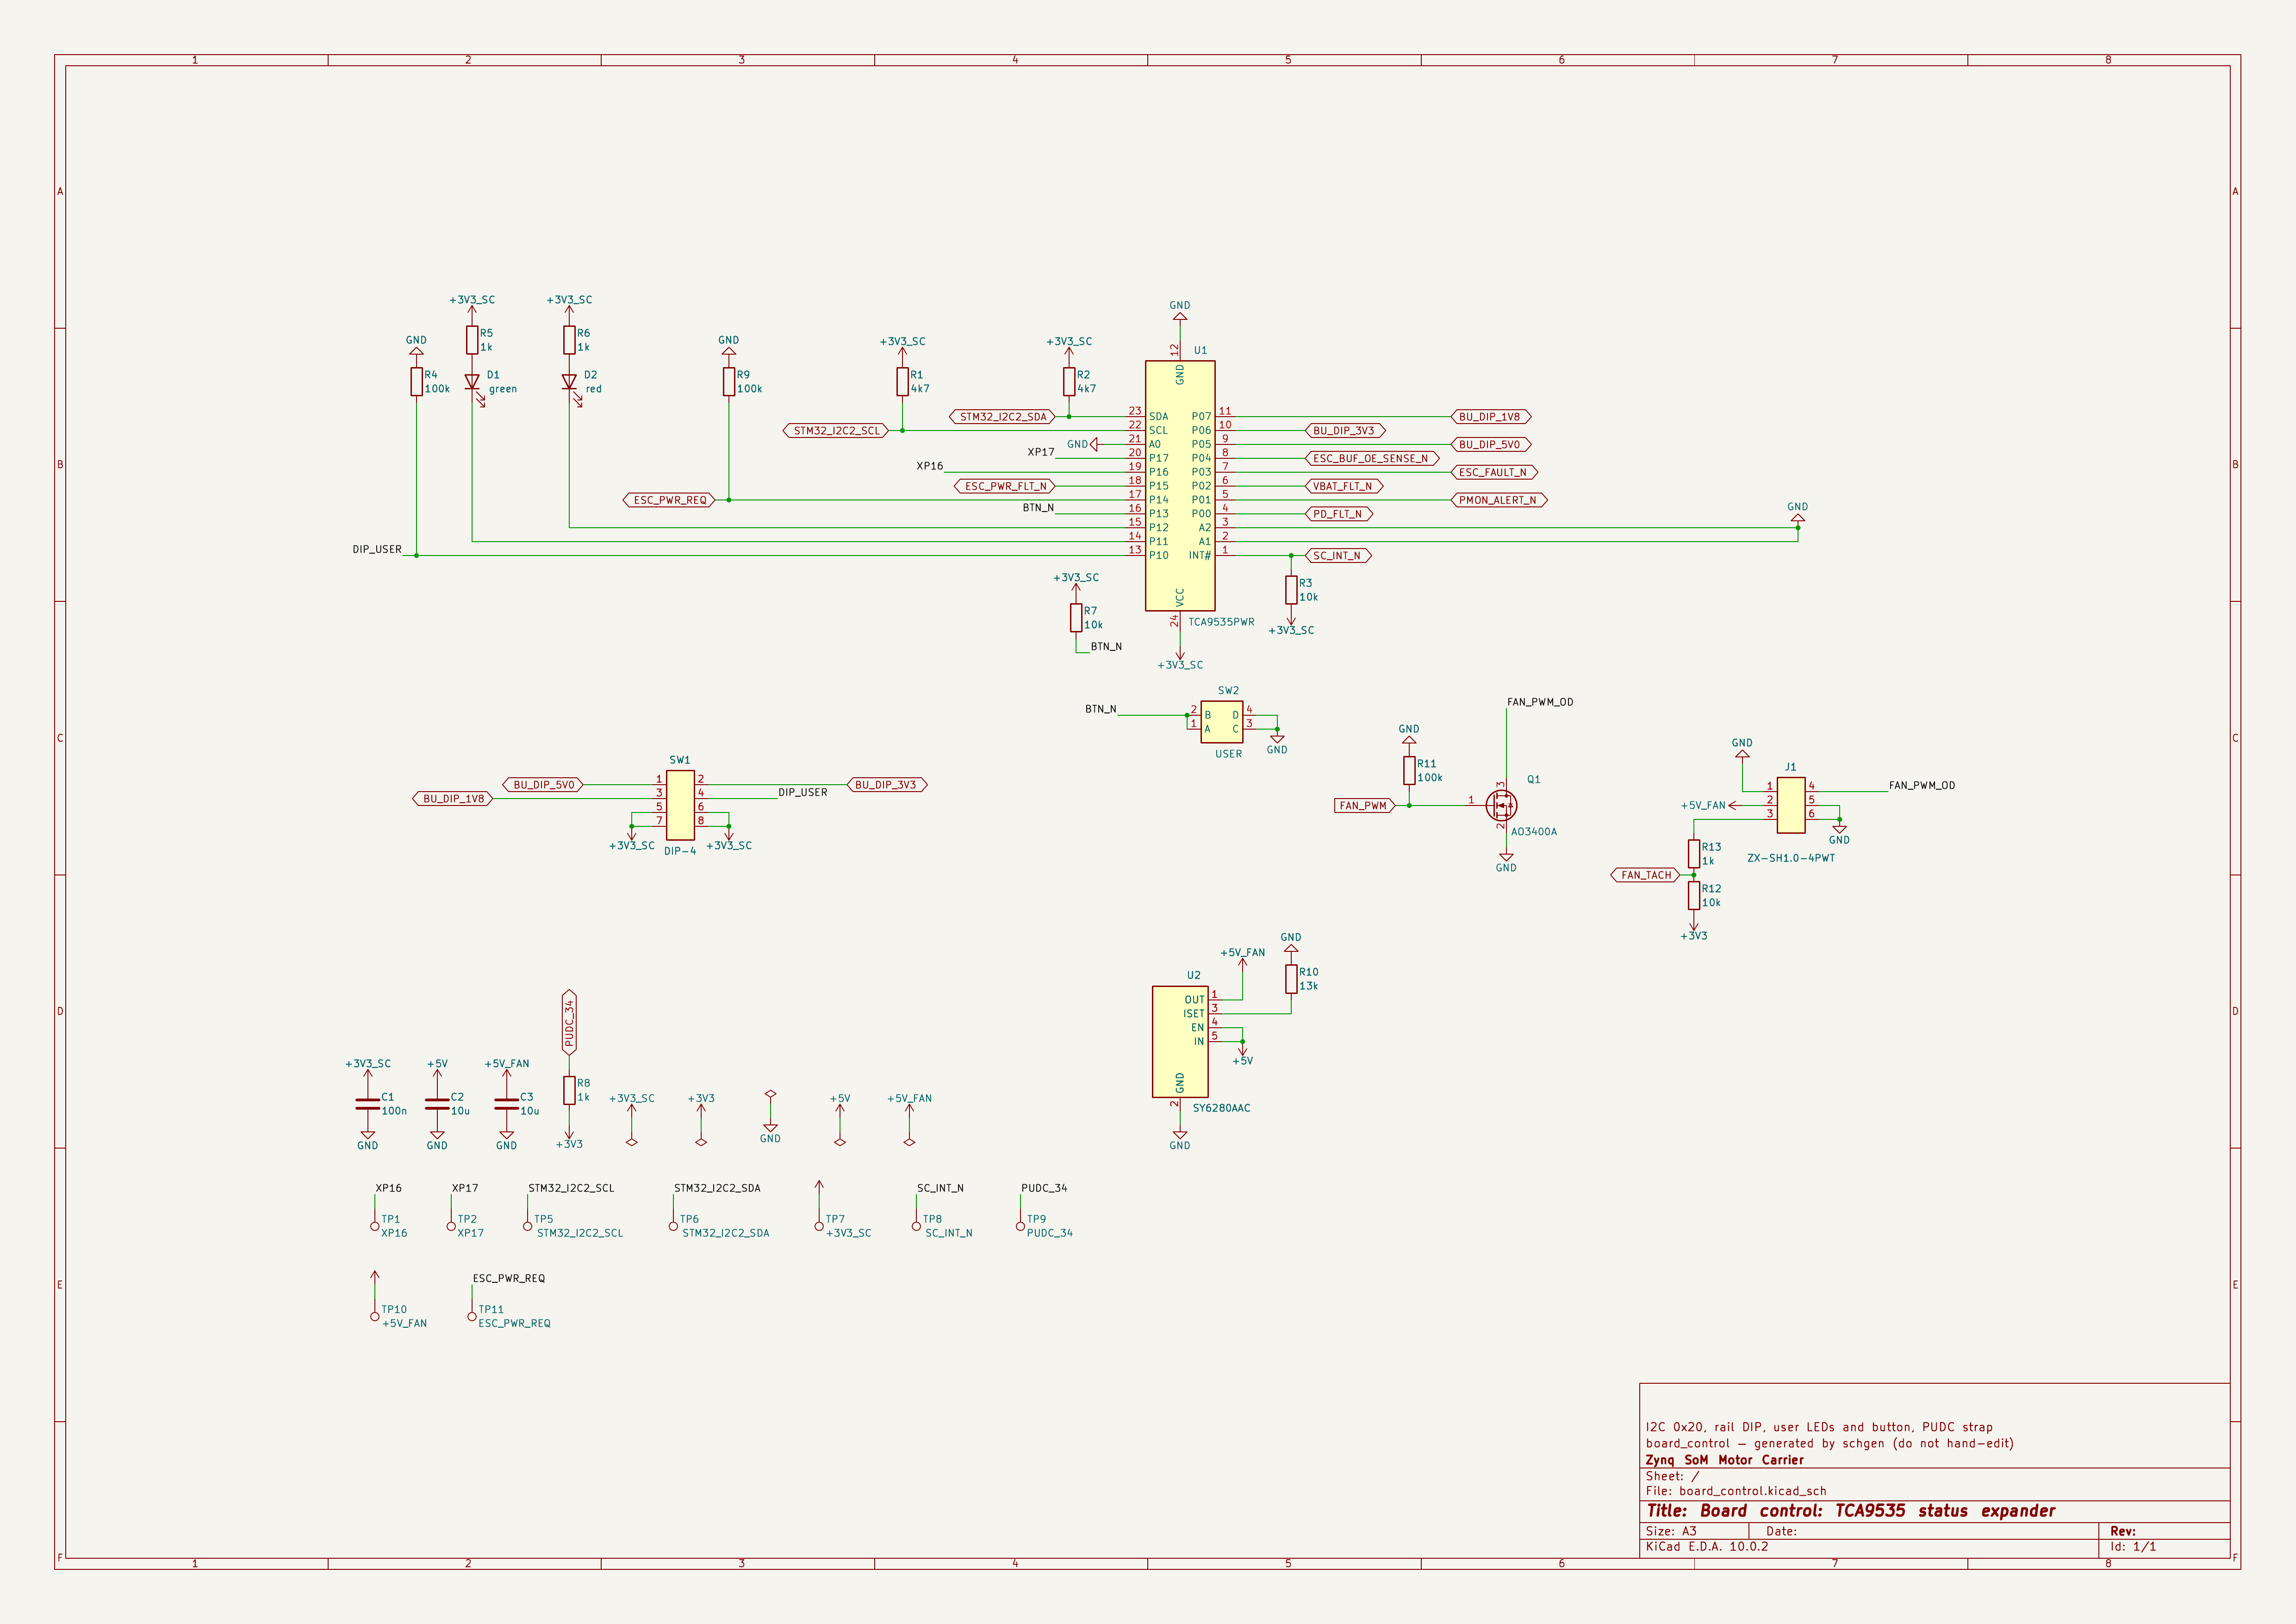 1 2 3 4 5 6 7 8
A A
B B
C C
D D
E E
F F
+3V3_SC
R5
1k
D1
green
+3V3_SC
R6
1k
D2
red
GND
R4
100k
GND
R9
100k
+3V3_SC
R1
4k7
+3V3_SC
R2
4k7
GND
12
U1
GND
STM32_I2C2_SDA 23 SDA P07 11 BU_DIP_1V8
STM32_I2C2_SCL 22 SCL P06 10 BU_DIP_3V3
GND 21 A0 P05 9 BU_DIP_5V0
XP17 20 P17 P04 8 ESC_BUF_OE_SENSE_N
XP16 19 P16 P03 7 ESC_FAULT_N
ESC_PWR_FLT_N 18 P15 P02 6 VBAT_FLT_N
ESC_PWR_REQ 17 P14 P01 5 PMON_ALERT_N
BTN_N 16 P13 P00 4 PD_FLT_N
15 P12 A2 3 GND
14 P11 A1 2
DIP_USER 13 P10 INT# 1 SC_INT_N
VCC
24
TCA9535PWR
+3V3_SC
+3V3_SC
R7
10k
BTN_N
R3
10k
+3V3_SC
SW2
BTN_N 2 B D 4
1 A C 3
USER
GND
SW1
BU_DIP_5V0 1 2 BU_DIP_3V3
BU_DIP_1V8 3 4 DIP_USER
5 6
7 8
+3V3_SC DIP-4 +3V3_SC
FAN_PWM_OD
GND
R11
100k
FAN_PWM 1
3
Q1
2
AO3400A
GND
GND
J1
1 4 FAN_PWM_OD
+5V_FAN 2 5
3 6
GND
ZX-SH1.0-4PWT
R13
1k
FAN_TACH
R12
10k
+3V3
GND
+5V_FAN
R10
13k
U2
OUT 1
ISET 3
EN 4
IN 5
+5V
GND
2
SY6280AAC
GND
PUDC_34
R8
1k
+3V3
+3V3_SC
C1
100n
GND
+5V
C2
10u
GND
+5V_FAN
C3
10u
GND
+3V3_SC
+3V3
GND
+5V
+5V_FAN
XP16
TP1
XP16
XP17
TP2
XP17
STM32_I2C2_SCL
TP5
STM32_I2C2_SCL
STM32_I2C2_SDA
TP6
STM32_I2C2_SDA
TP7
+3V3_SC
SC_INT_N
TP8
SC_INT_N
PUDC_34
TP9
PUDC_34
TP10
+5V_FAN
ESC_PWR_REQ
TP11
ESC_PWR_REQ
I2C 0x20, rail DIP, user LEDs and button, PUDC strap
board_control — generated by schgen (do not hand-edit)
Zynq SoM Motor Carrier
Sheet: /
File: board_control.kicad_sch
Title: Board control: TCA9535 status expander
Size: A3 Date: Rev:
KiCad E.D.A. 10.0.2 Id: 1/1
1 2 3 4 5 6 7 8